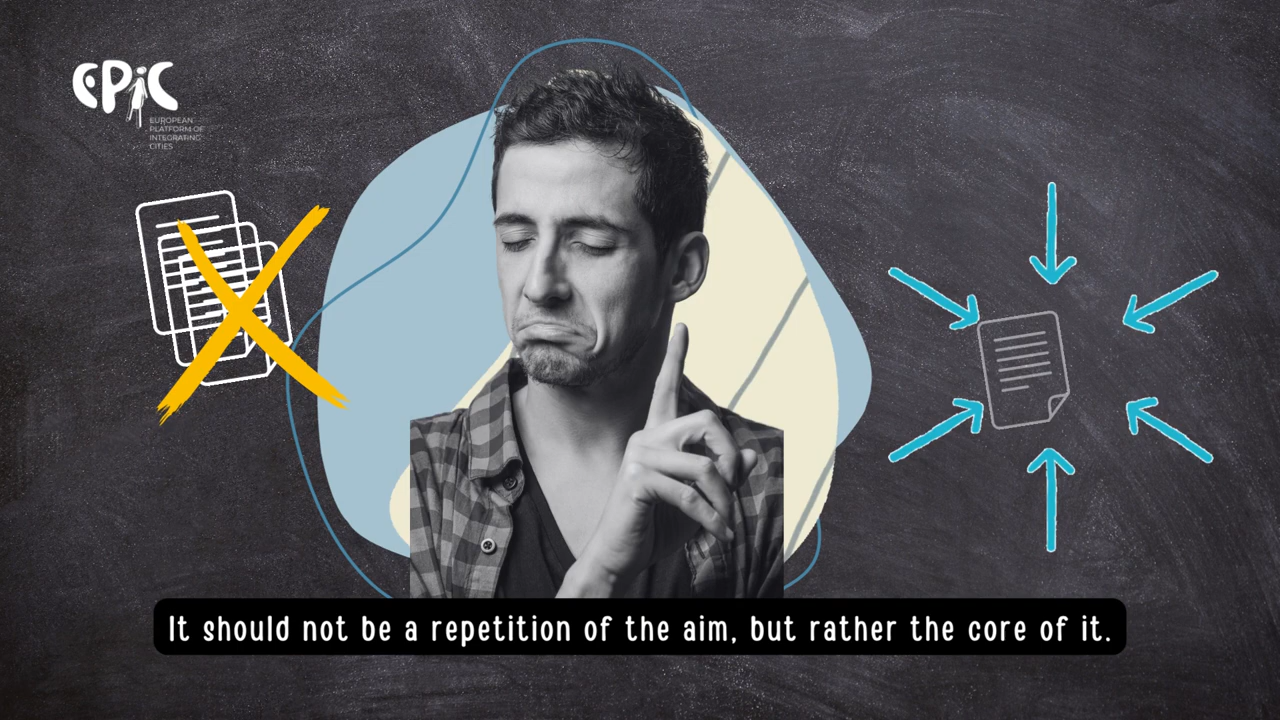 EPIC
EUROPEAN
PLATFORM OF
INTEGRATING
CITIES
It should not be a repetition of the aim, but rather the core of it.